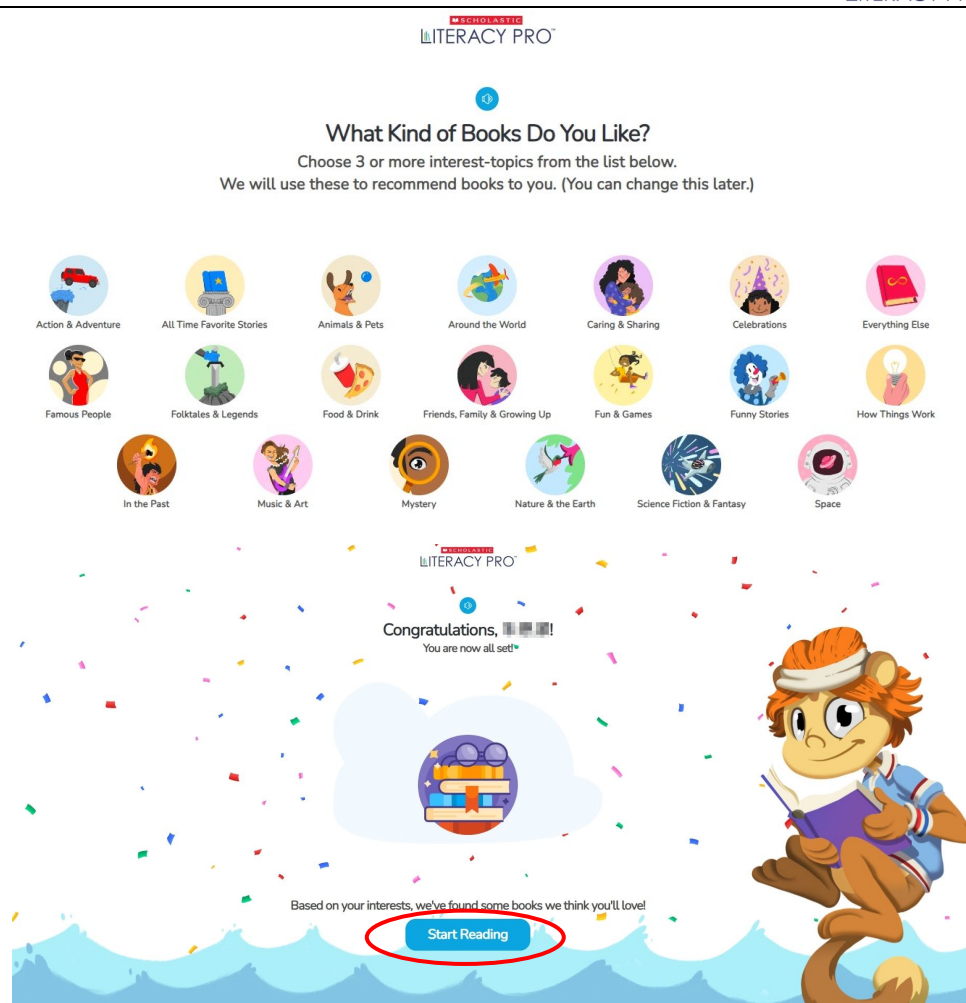 SCHOLASTIC
LITERACY PRO™
What Kind of Books Do You Like?
Choose 3 or more interest-topics from the list below.
We will use these to recommend books to you. (You can change this later.)
Action & Adventure
All Time Favorite Stories
Animals & Pets
Around the World
Caring & Sharing
Celebrations
Everything Else
Famous People
Folktales & Legends
Food & Drink
Friends, Family & Growing Up
Fun & Games
Funny Stories
How Things Work
In the Past
Music & Art
Mystery
Nature & the Earth
Science Fiction & Fantasy
Space
SCHOLASTIC
LITERACY PRO™
Congratulations, !
You are now all set!
Based on your interests, we've found some books we think you'll love!
Start Reading